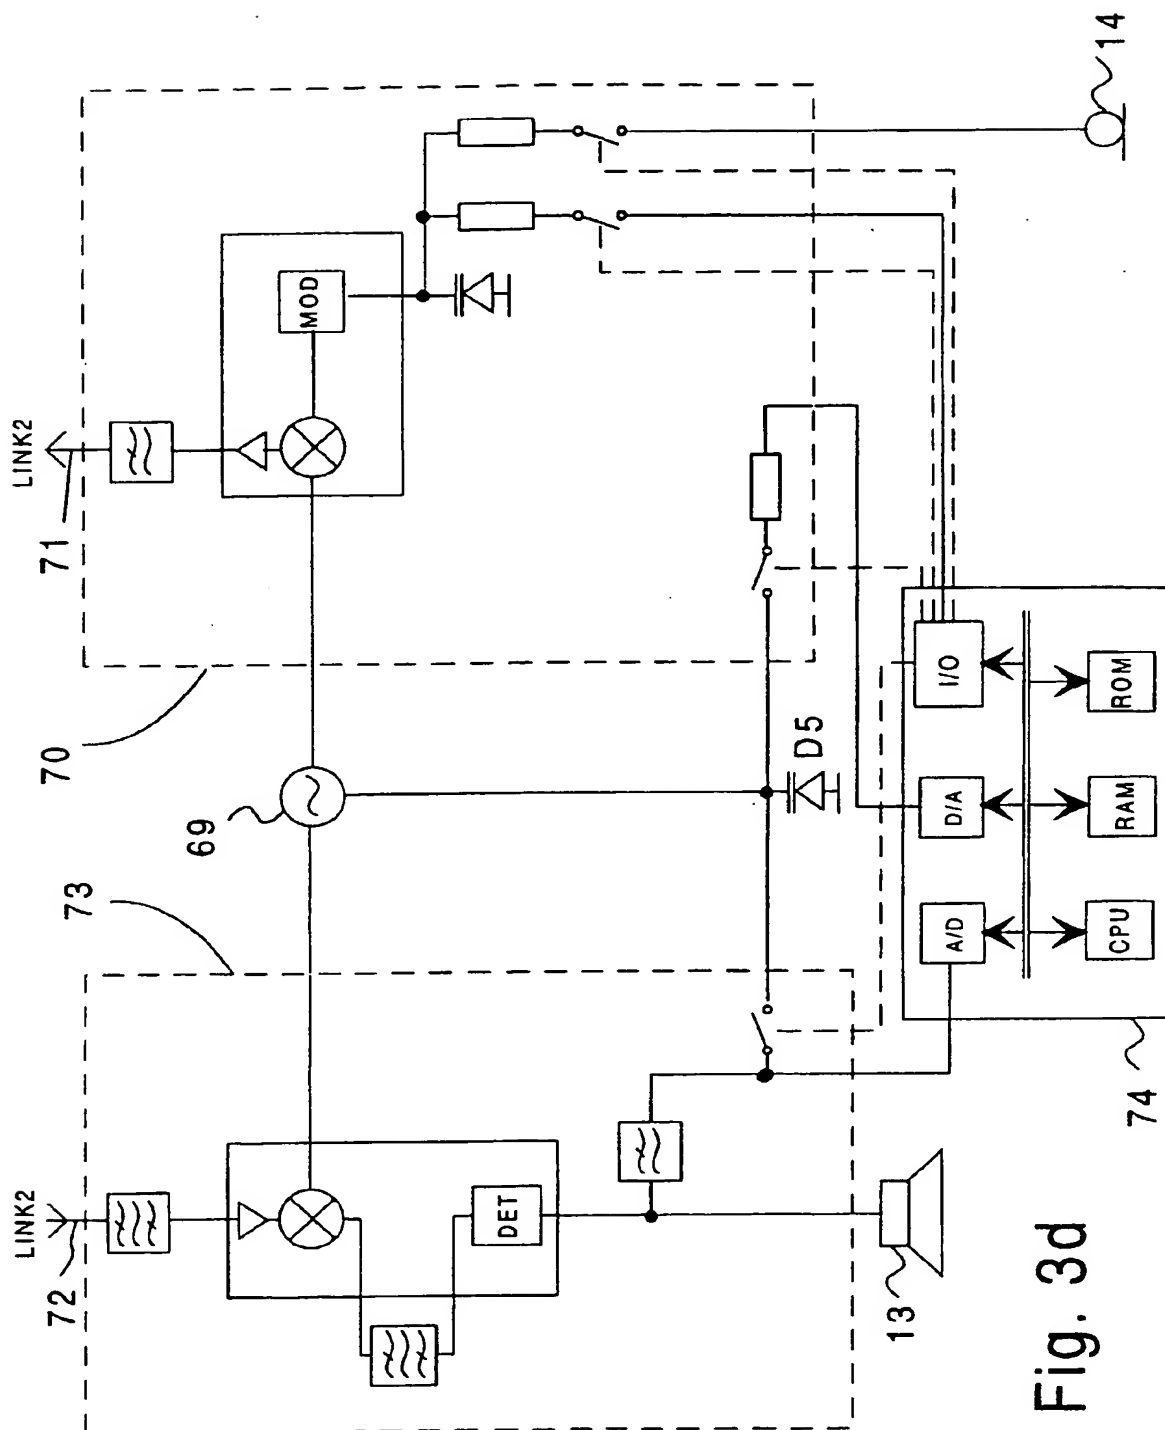 LINK2
72
LINK2
71
73
69
70
MOD
DET
D5
13
14
A/D
D/A
I/O
CPU
RAM
ROM
74
Fig. 3d